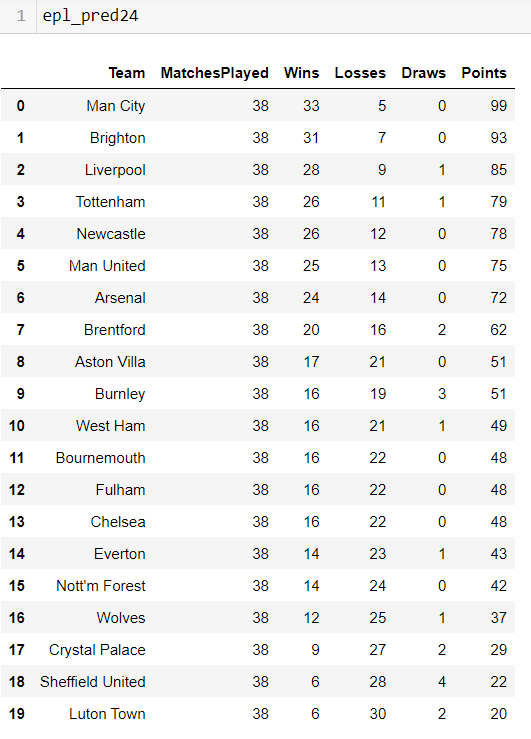 1 epl_pred24
Team MatchesPlayed Wins Losses Draws Points
0 Man City 38 33 5 0 99
1 Brighton 38 31 7 0 93
2 Liverpool 38 28 9 1 85
3 Tottenham 38 26 11 1 79
4 Newcastle 38 26 12 0 78
5 Man United 38 25 13 0 75
6 Arsenal 38 24 14 0 72
7 Brentford 38 20 16 2 62
8 Aston Villa 38 17 21 0 51
9 Burnley 38 16 19 3 51
10 West Ham 38 16 21 1 49
11 Bournemouth 38 16 22 0 48
12 Fulham 38 16 22 0 48
13 Chelsea 38 16 22 0 48
14 Everton 38 14 23 1 43
15 Nott'm Forest 38 14 24 0 42
16 Wolves 38 12 25 1 37
17 Crystal Palace 38 9 27 2 29
18 Sheffield United 38 6 28 4 22
19 Luton Town 38 6 30 2 20